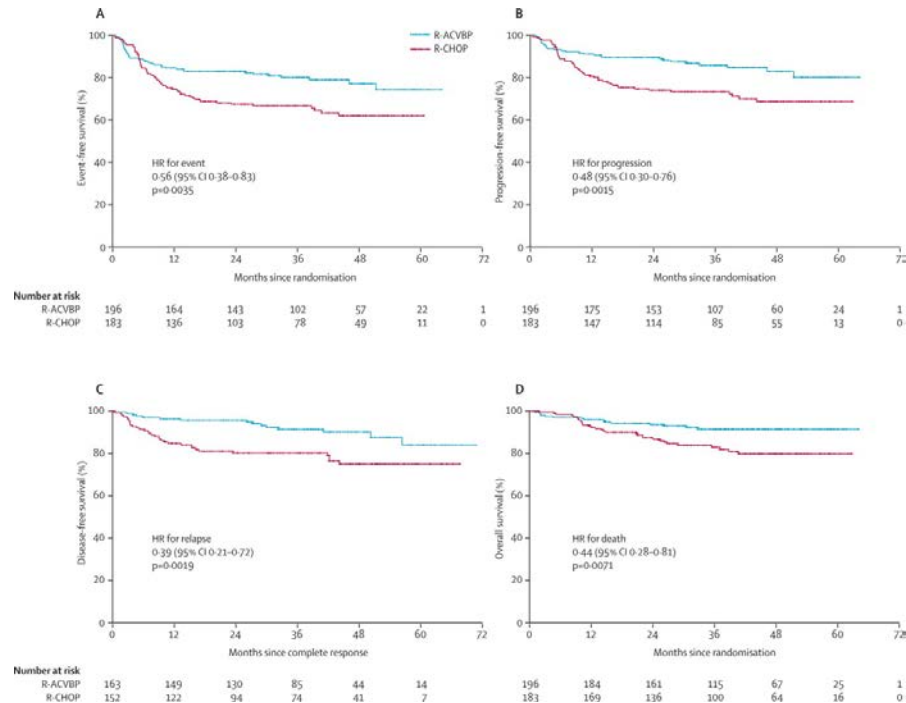 A
R-ACVBP
R-CHOP
100
80
60
40
20
0
Event-free survival (%)
HR for event
0·56 (95% CI 0·38–0·83)
p=0·0035
0 12 24 36 48 60 72
Months since randomisation
Number at risk
R-ACVBP 196 164 143 102 57 22 1
R-CHOP 183 136 103 78 49 11 0
B
100
80
60
40
20
0
Progression-free survival (%)
HR for progression
0·48 (95% CI 0·30–0·76)
p=0·0015
0 12 24 36 48 60 72
Months since randomisation
196 175 153 107 60 24 1
183 147 114 85 55 13 0
C
100
80
60
40
20
0
Disease-free survival (%)
HR for relapse
0·39 (95% CI 0·21–0·72)
p=0·0019
0 12 24 36 48 60 72
Months since complete response
Number at risk
R-ACVBP 163 149 130 85 44 14
R-CHOP 152 122 94 74 41 7
D
100
80
60
40
20
0
Overall survival (%)
HR for death
0·44 (95% CI 0·28–0·81)
p=0·0071
0 12 24 36 48 60 72
Months since randomisation
196 184 161 115 67 25 1
183 169 136 100 64 16 0